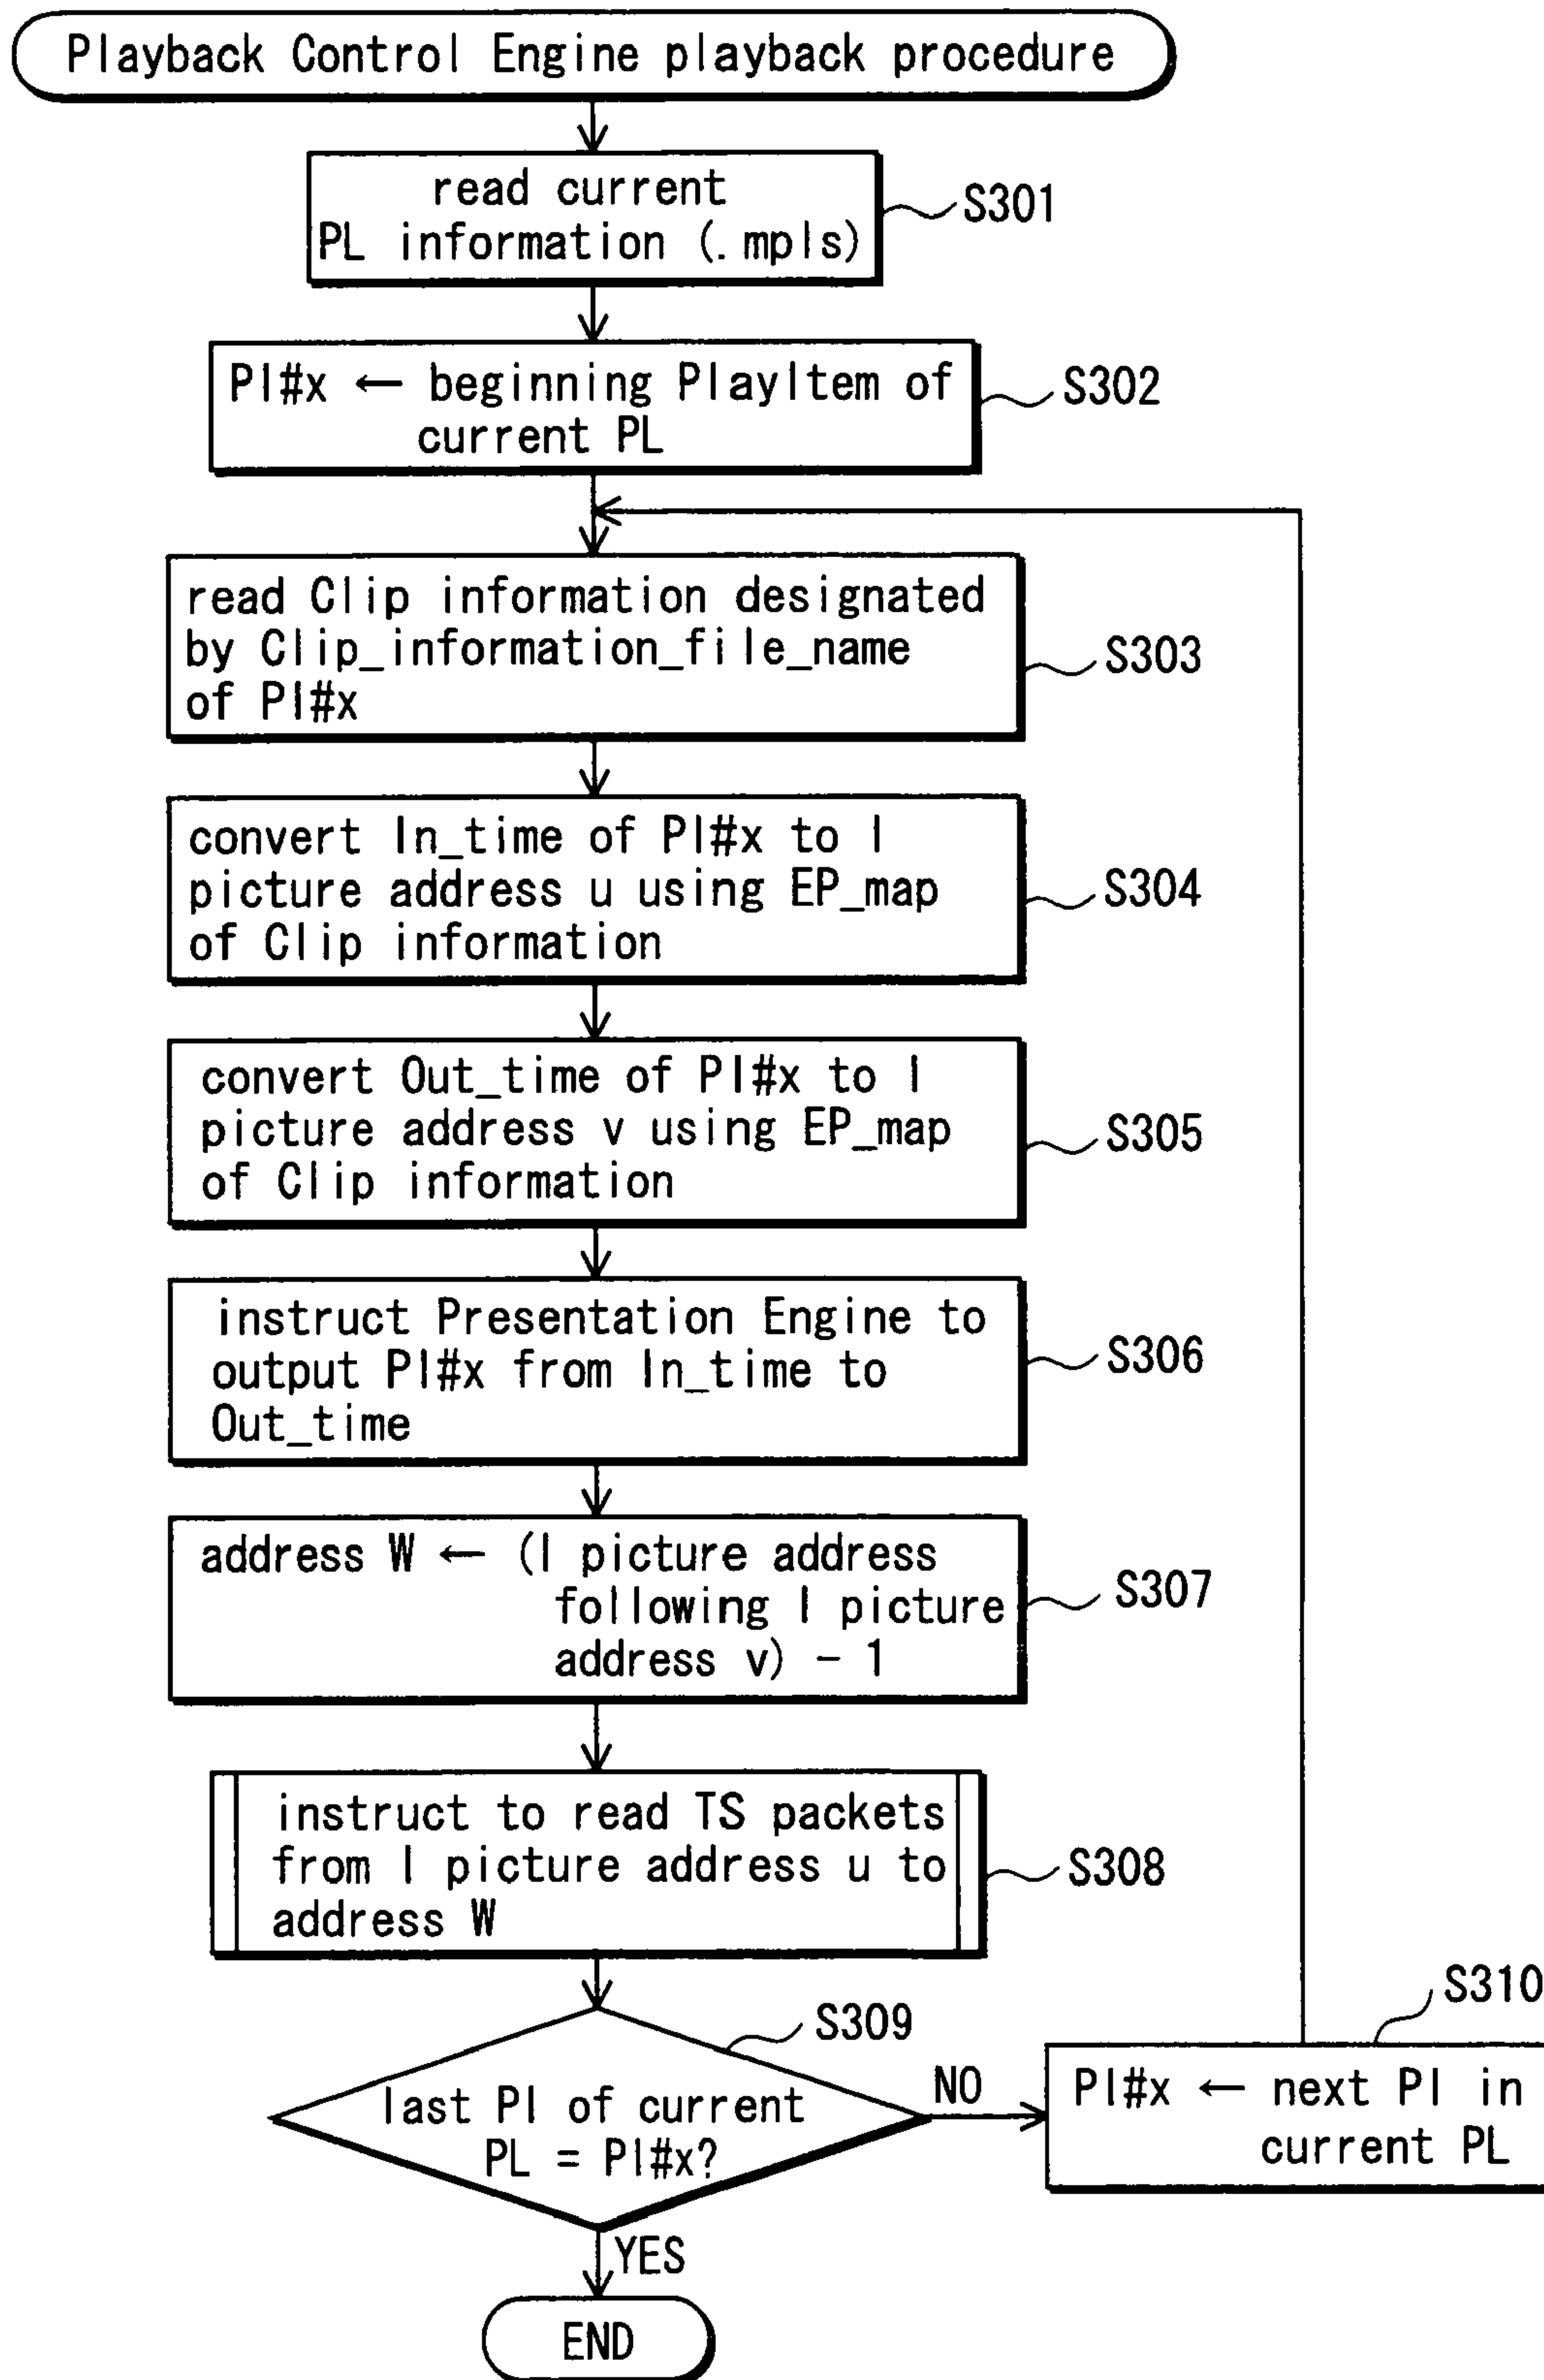 Playback Control Engine playback procedure
read current
PL information (.mpls)
S301
PI#x ← beginning PlayItem of
current PL
S302
read Clip information designated
by Clip_information_file_name
of PI#x
S303
convert In_time of PI#x to I
picture address u using EP_map
of Clip information
S304
convert Out_time of PI#x to I
picture address v using EP_map
of Clip information
S305
instruct Presentation Engine to
output PI#x from In_time to
Out_time
S306
address W ← (I picture address
following I picture
address v) - 1
S307
instruct to read TS packets
from I picture address u to
address W
S308
S309
last PI of current
PL = PI#x?
NO
S310
PI#x ← next PI in
current PL
YES
END